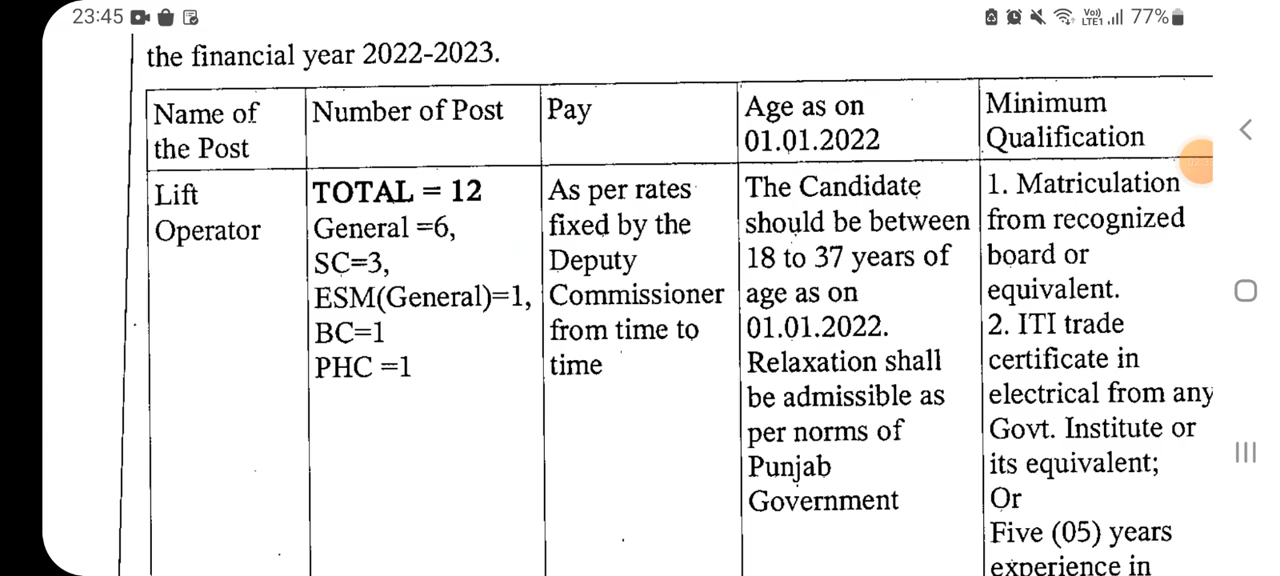 23:45
Vo)) LTE1 77%
the financial year 2022-2023.
Name of the Post
Number of Post
Pay
Age as on 01.01.2022
Minimum Qualification
Lift Operator
TOTAL = 12
General =6,
SC=3,
ESM(General)=1,
BC=1
PHC =1
As per rates
fixed by the
Deputy
Commissioner
from time to
time
The Candidate
should be between
18 to 37 years of
age as on
01.01.2022.
Relaxation shall
be admissible as
per norms of
Punjab
Government
1. Matriculation
from recognized
board or
equivalent.
2. ITI trade
certificate in
electrical from any
Govt. Institute or
its equivalent;
Or
Five (05) years
experience in